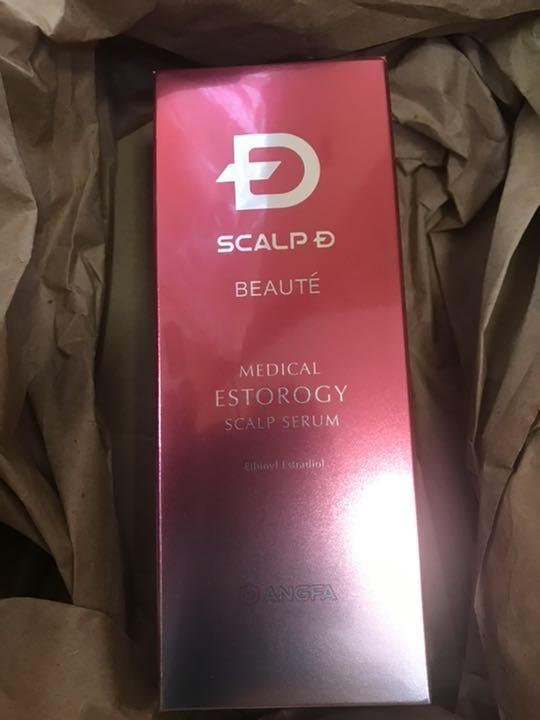 SCALP Đ
BEAUTÉ
MEDICAL
ESTOROGY
SCALP SERUM
Ethinyl Estradiol
ANGFA